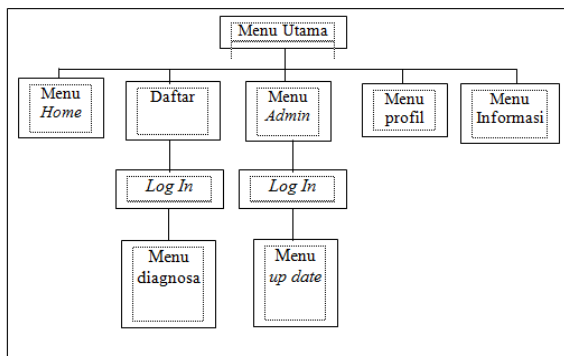 Menu Utama
Menu
Home
Daftar
Menu
Admin
Menu
profil
Menu
Informasi
Log In
Log In
Menu
diagnosa
Menu
up date